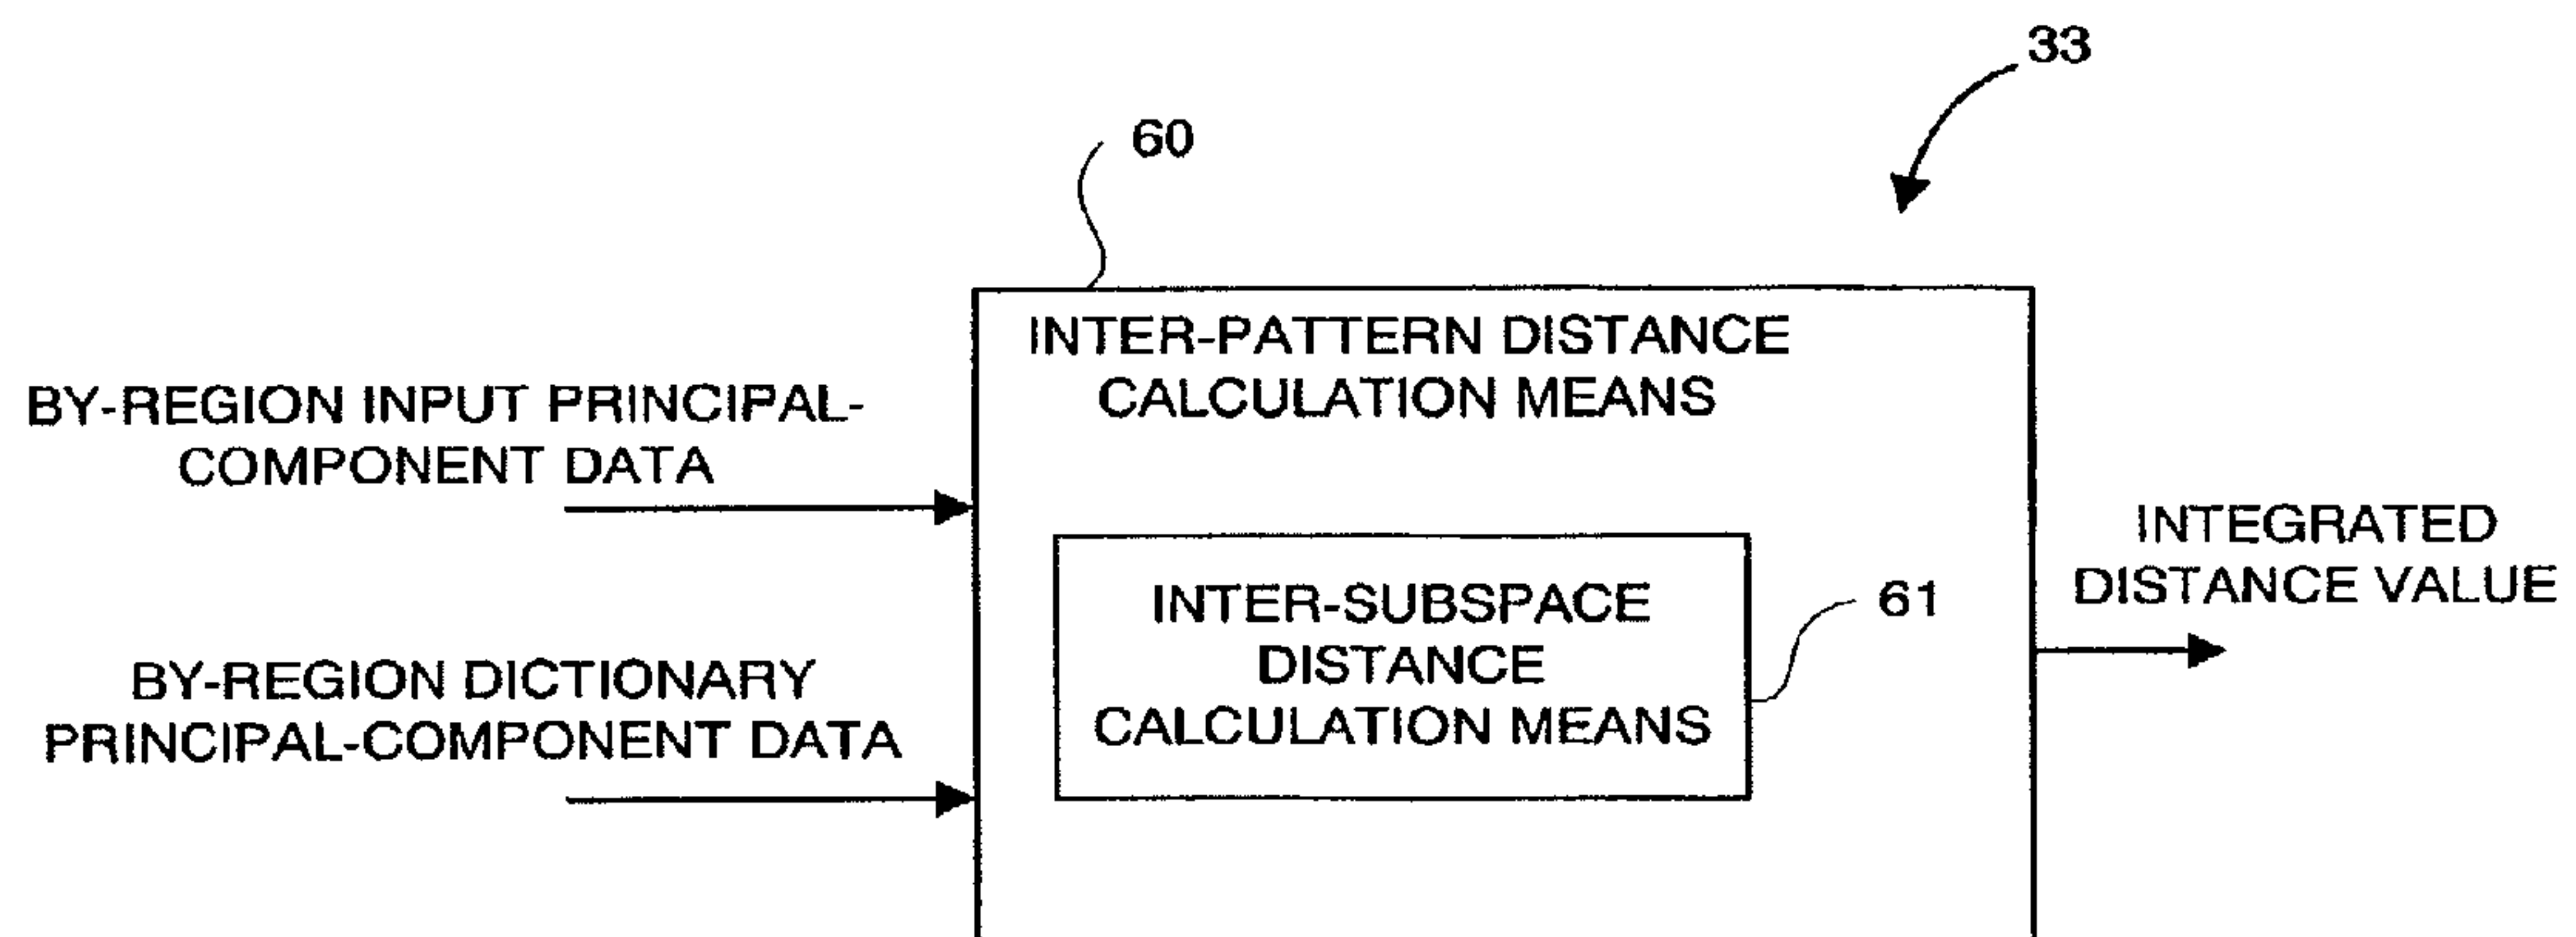 33
60
INTER-PATTERN DISTANCE
CALCULATION MEANS
BY-REGION INPUT PRINCIPAL-
COMPONENT DATA
INTEGRATED
DISTANCE VALUE
INTER-SUBSPACE
DISTANCE
CALCULATION MEANS
61
BY-REGION DICTIONARY
PRINCIPAL-COMPONENT DATA